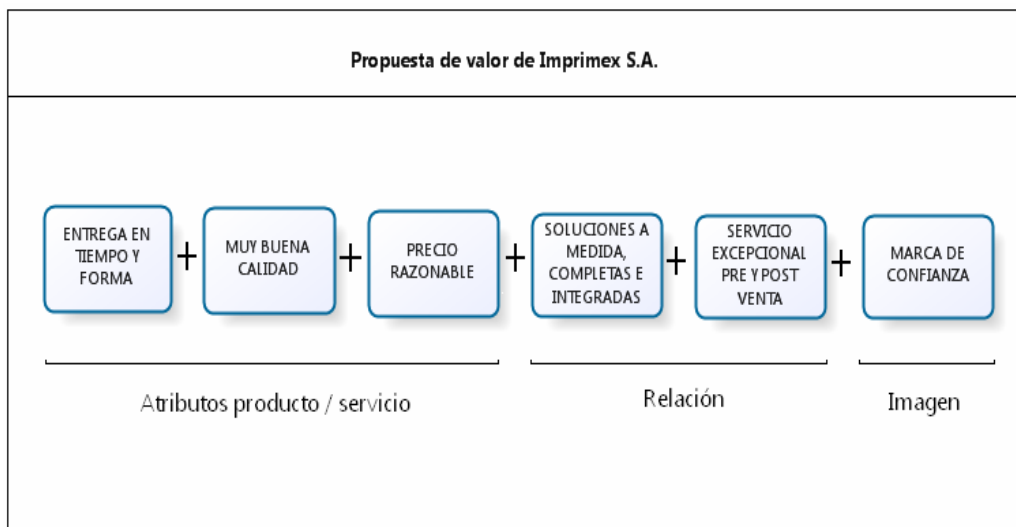 Propuesta de valor de Imprimex S.A.
ENTREGA EN
TIEMPO Y
FORMA
+
MUY BUENA
CALIDAD
+
PRECIO
RAZONABLE
+
SOLUCIONES A
MEDIDA,
COMPLETAS E
INTEGRADAS
+
SERVICIO
EXCEPCIONAL
PRE Y POST
VENTA
+
MARCA DE
CONFIANZA
Atributos producto / servicio
Relación
Imagen